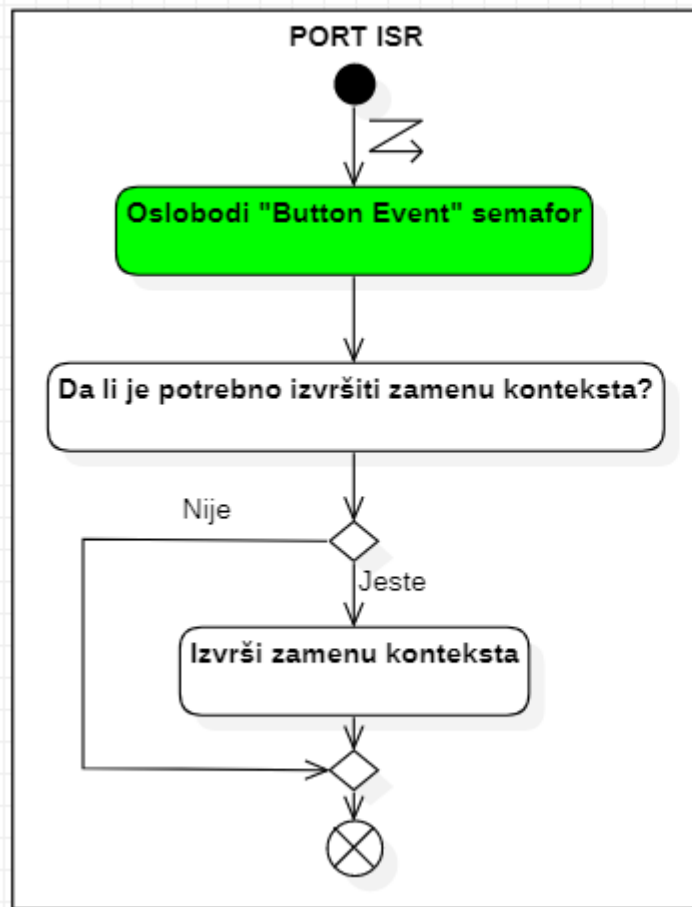 PORT ISR
Oslobodi "Button Event" semafor
Da li je potrebno izvršiti zamenu konteksta?
Nije
Jeste
Izvrši zamenu konteksta